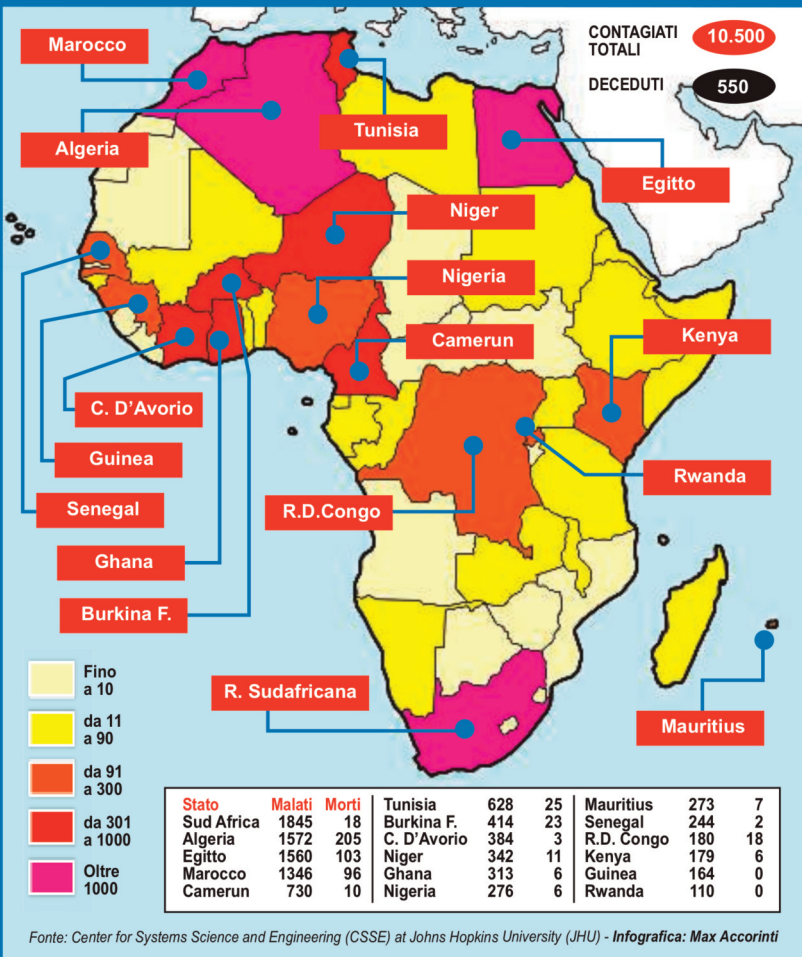 CONTAGIATI
TOTALI
10.500
DECEDUTI
550
Marocco
Algeria
Tunisia
Egitto
Niger
Nigeria
Camerun
Kenya
C. D’Avorio
Guinea
Rwanda
Senegal
R.D.Congo
Ghana
Burkina F.
R. Sudafricana
Mauritius
Fino
a 10
da 11
a 90
da 91
a 300
da 301
a 1000
Oltre
1000
Stato Malati Morti
Sud Africa 1845 18
Algeria 1572 205
Egitto 1560 103
Marocco 1346 96
Camerun 730 10
Tunisia 628 25
Burkina F. 414 23
C. D’Avorio 384 3
Niger 342 11
Ghana 313 6
Nigeria 276 6
Mauritius 273 7
Senegal 244 2
R.D. Congo 180 18
Kenya 179 6
Guinea 164 0
Rwanda 110 0
Fonte: Center for Systems Science and Engineering (CSSE) at Johns Hopkins University (JHU) - Infografica: Max Accorinti